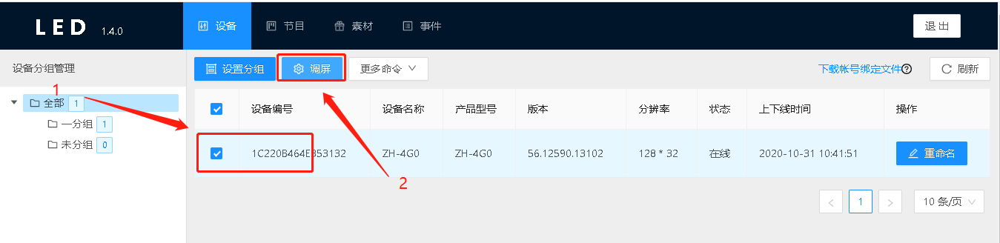 LED 1.4.0 设备 节目 素材 事件 退 出
设备分组管理 设置分组 调屏 更多命令 下载帐号绑定文件 刷新
1
全部 1
一分组 1
未分组 0
设备编号 设备名称 产品型号 版本 分辨率 状态 上下线时间 操作
1C220B464E353132 ZH-4G0 ZH-4G0 56.12590.13102 128 * 32 在线 2020-10-31 10:41:51 重命名
2
< 1 > 10 条/页